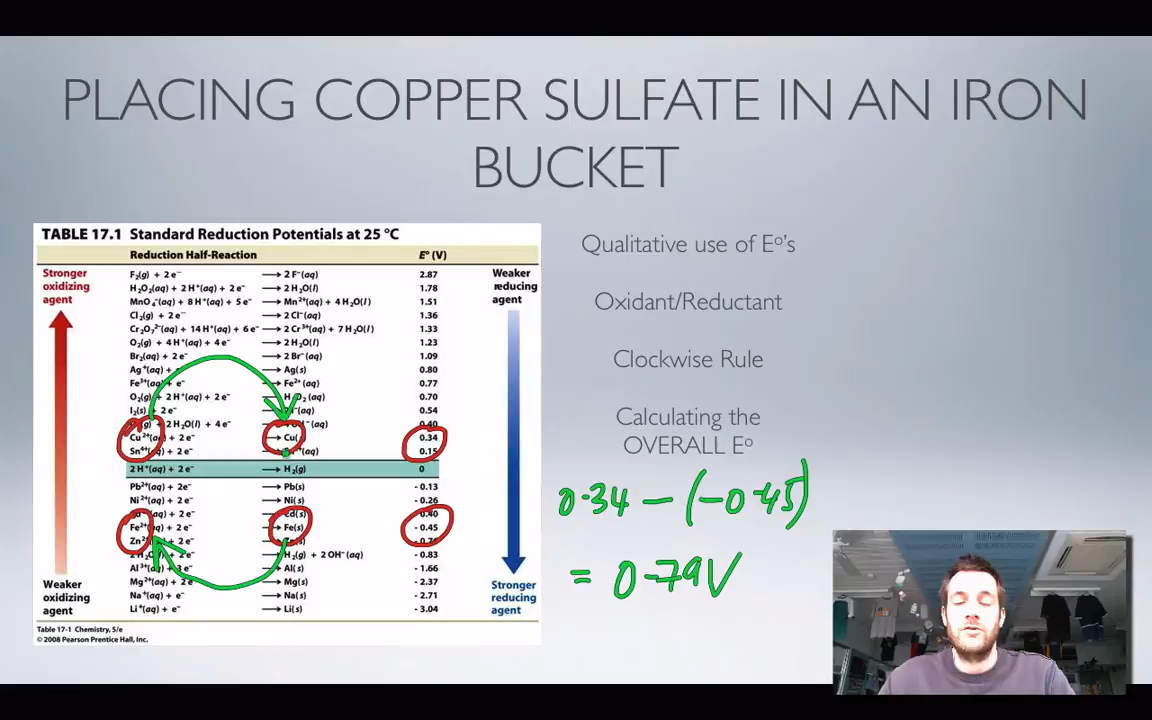 PLACING COPPER SULFATE IN AN IRON
BUCKET
TABLE 17.1 Standard Reduction Potentials at 25 °C
Reduction Half-Reaction E° (V)
Stronger
oxidizing
agent
Weaker
reducing
agent
F₂(g) + 2 e⁻ ⟶ 2 F⁻(aq) 2.87
H₂O₂(aq) + 2 H⁺(aq) + 2 e⁻ ⟶ 2 H₂O(l) 1.78
MnO₄⁻(aq) + 8 H⁺(aq) + 5 e⁻ ⟶ Mn²⁺(aq) + 4 H₂O(l) 1.51
Cl₂(g) + 2 e⁻ ⟶ 2 Cl⁻(aq) 1.36
Cr₂O₇²⁻(aq) + 14 H⁺(aq) + 6 e⁻ ⟶ 2 Cr³⁺(aq) + 7 H₂O(l) 1.33
O₂(g) + 4 H⁺(aq) + 4 e⁻ ⟶ 2 H₂O(l) 1.23
Br₂(aq) + 2 e⁻ ⟶ 2 Br⁻(aq) 1.09
Ag⁺(aq) + e⁻ ⟶ Ag(s) 0.80
Fe³⁺(aq) + e⁻ ⟶ Fe²⁺(aq) 0.77
O₂(g) + 2 H⁺(aq) + 2 e⁻ ⟶ H₂O₂(aq) 0.70
I₂(s) + 2 e⁻ ⟶ (aq) 0.54
(g) + 2 H₂O(l) + 4 e⁻ (aq) 0.40
Cu²⁺(aq) + 2 e⁻ ⟶ Cu(s) 0.34
Sn⁴⁺(aq) + 2 e⁻ (aq) 0.15
2 H⁺(aq) + 2 e⁻ ⟶ H₂(g) 0
Pb²⁺(aq) + 2e⁻ ⟶ Pb(s) - 0.13
Ni²⁺(aq) + 2 e⁻ ⟶ Ni(s) - 0.26
(aq) + 2 e⁻ ⟶ Cd(s) 0.40
Fe²⁺(aq) + 2 e⁻ ⟶ Fe(s) - 0.45
Zn²⁺(aq) + 2 e⁻
2 H₂O(l) + 2 e⁻ ⟶ H₂(g) + 2 OH⁻(aq) - 0.83
Al³⁺(aq) + 3 e⁻ ⟶ Al(s) - 1.66
Mg²⁺(aq) + 2 e⁻ ⟶ Mg(s) - 2.37
Na⁺(aq) + e⁻ ⟶ Na(s) - 2.71
Li⁺(aq) + e⁻ ⟶ Li(s) - 3.04
Weaker
oxidizing
agent
Stronger
reducing
agent
Table 17-1 Chemistry, 5/e
© 2008 Pearson Prentice Hall, Inc.
Qualitative use of Eº's
Oxidant/Reductant
Clockwise Rule
Calculating the
OVERALL Eº
0.34 – (–0.45)
= 0.79V